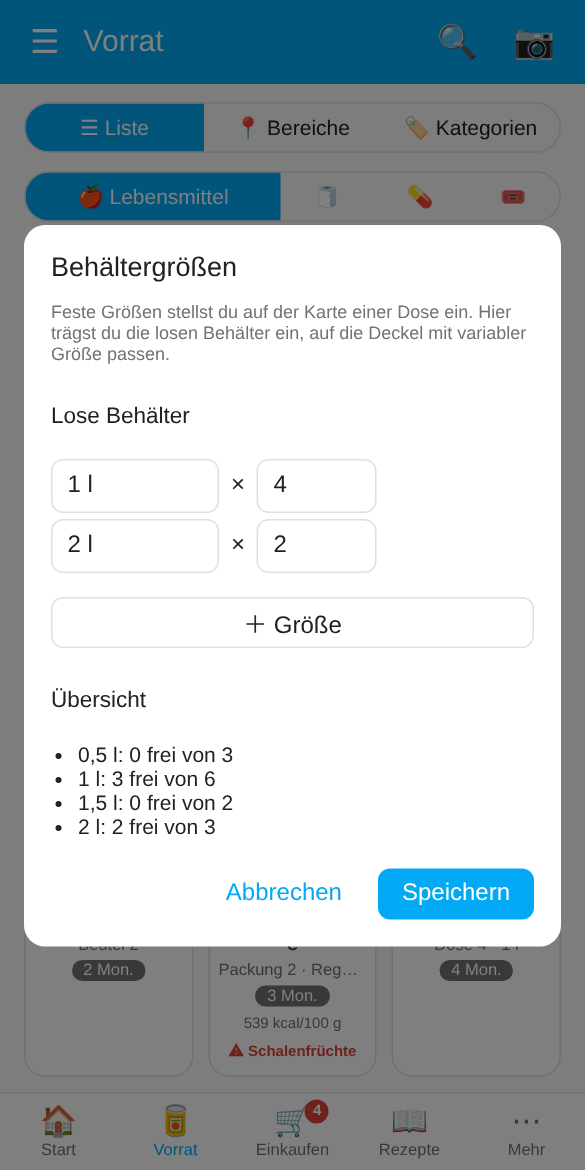 ☰ Vorrat
☰ Liste
Bereiche
Kategorien
Lebensmittel
Behältergrößen
Feste Größen stellst du auf der Karte einer Dose ein. Hier
trägst du die losen Behälter ein, auf die Deckel mit variabler
Größe passen.
Lose Behälter
1 l × 4
2 l × 2
+ Größe
Übersicht
• 0,5 l: 0 frei von 3
• 1 l: 3 frei von 6
• 1,5 l: 0 frei von 2
• 2 l: 2 frei von 3
Abbrechen
Speichern
2 Mon.
Packung 2 · Reg…
3 Mon.
539 kcal/100 g
Schalenfrüchte
4 Mon.
4
Start
Vorrat
Einkaufen
Rezepte
Mehr